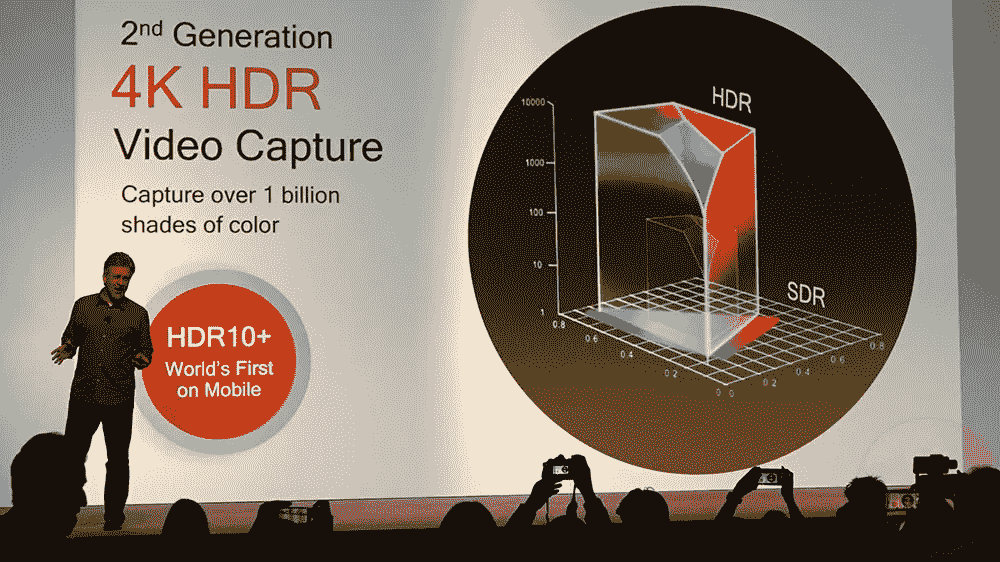 2nd Generation
4K HDR
Video Capture
Capture over 1 billion
shades of color
HDR10+
World's First
on Mobile
HDR
SDR
10000
1000
100
10
1
0.8
0.6
0.4
0.2
0
0
0.2
0.4
0.6
0.8